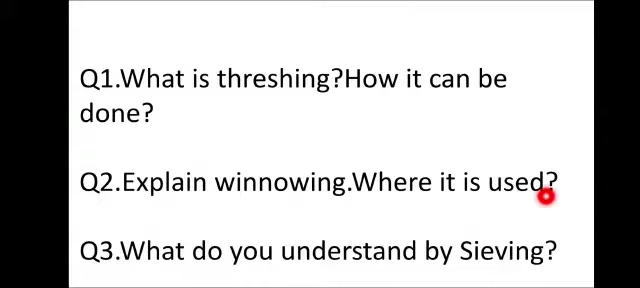 Q1.What is threshing?How it can be
done?
Q2.Explain winnowing.Where it is used?
Q3.What do you understand by Sieving?